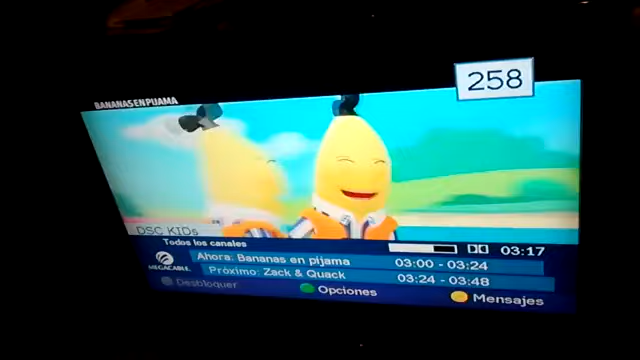 258
BANANAS EN PIJAMA
DSC KIDs
Todos los canales
03:17
MEGACABLE
Ahora: Bananas en pijama 03:00 - 03:24
Próximo: Zack & Quack 03:24 - 03:48
Desbloquer
Opciones
Mensajes